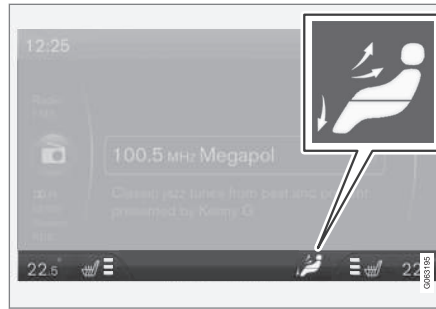 12:25
100.5 MHz Megapol
Classic jazz tunes from past and present
presented by Kenny G
22.5°
22
G063195